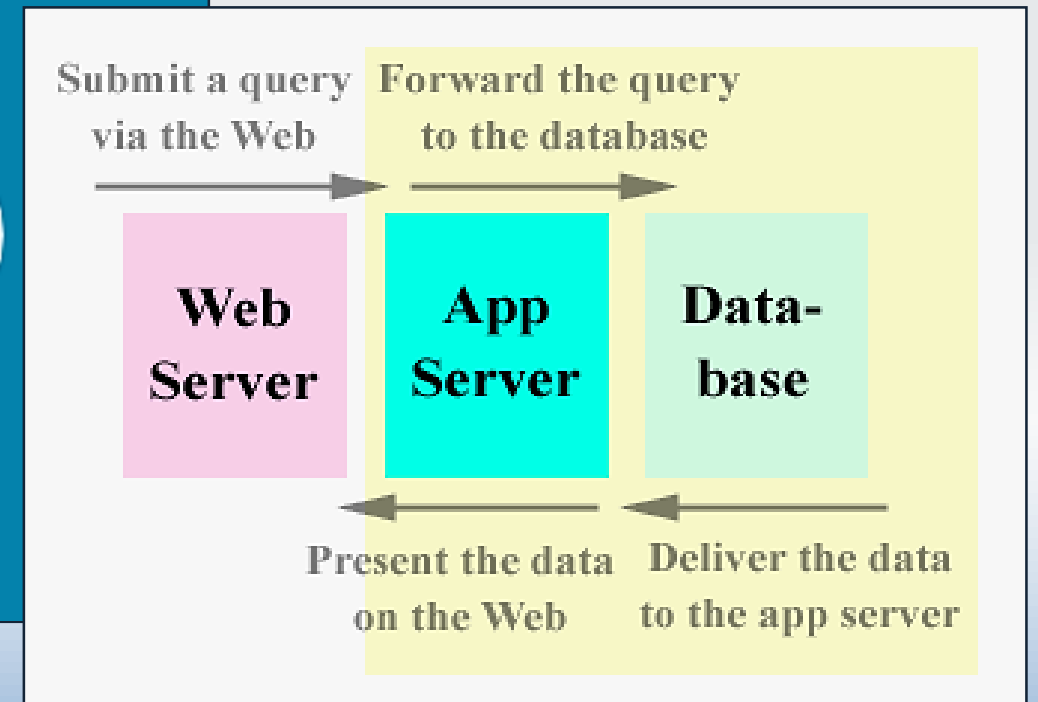 Submit a query
via the Web
Forward the query
to the database
Web
Server
App
Server
Data-
base
Present the data
on the Web
Deliver the data
to the app server